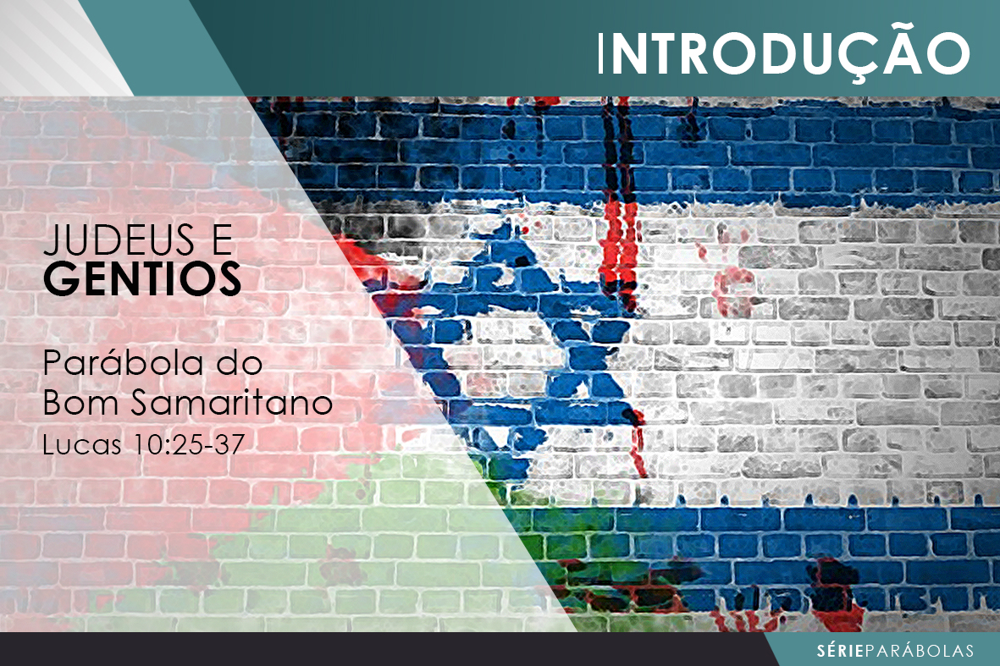 INTRODUÇÃO
JUDEUS E
GENTIOS
Parábola do
Bom Samaritano
Lucas 10:25-37
SÉRIEPARÁBOLAS